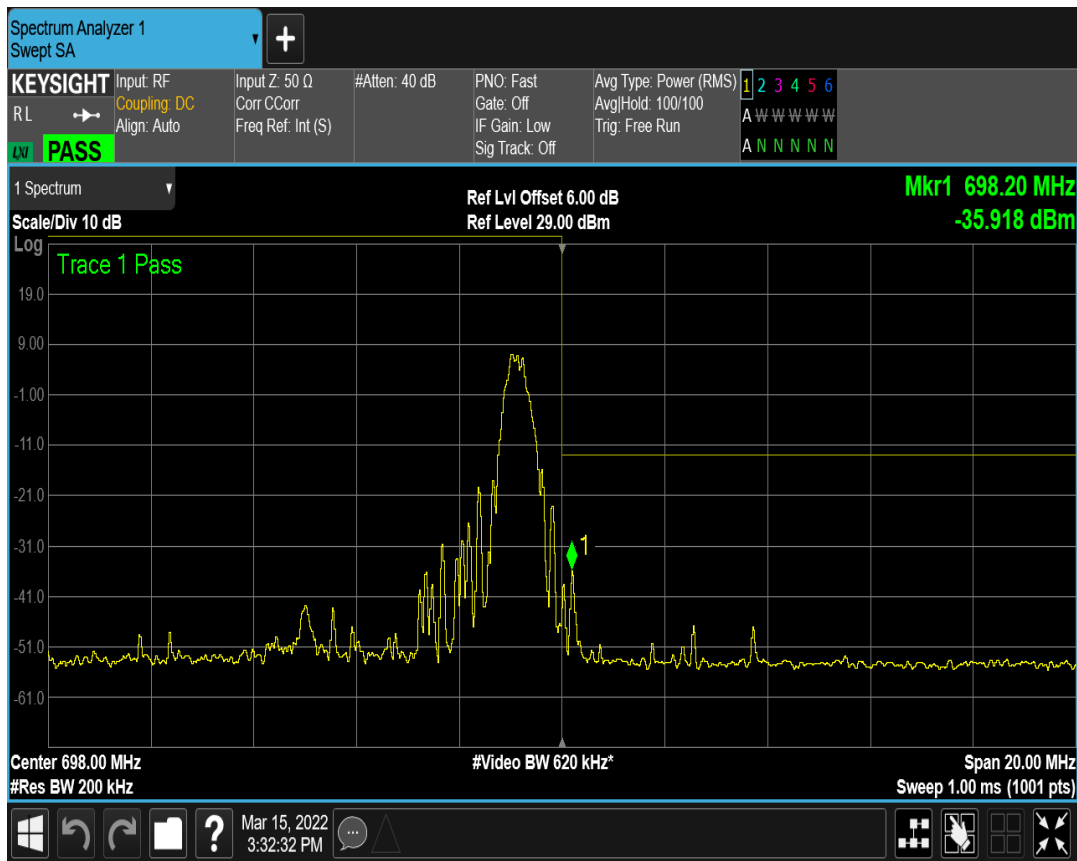 Spectrum Analyzer 1
Swept SA
+
KEYSIGHT Input: RF Input Z: 50 Ω #Atten: 40 dB PNO: Fast Avg Type: Power (RMS) 1 2 3 4 5 6
RL Coupling: DC Corr CCorr Gate: Off Avg|Hold: 100/100 A W W W W W
Align: Auto Freq Ref: Int (S) IF Gain: Low Trig: Free Run
LXI PASS Sig Track: Off A N N N N N
1 Spectrum Ref Lvl Offset 6.00 dB Mkr1 698.20 MHz
Scale/Div 10 dB Ref Level 29.00 dBm -35.918 dBm
Log
Trace 1 Pass
19.0
9.00
-1.00
-11.0
-21.0
-31.0
1
-41.0
-51.0
-61.0
Center 698.00 MHz #Video BW 620 kHz* Span 20.00 MHz
#Res BW 200 kHz Sweep 1.00 ms (1001 pts)
? Mar 15, 2022
3:32:32 PM